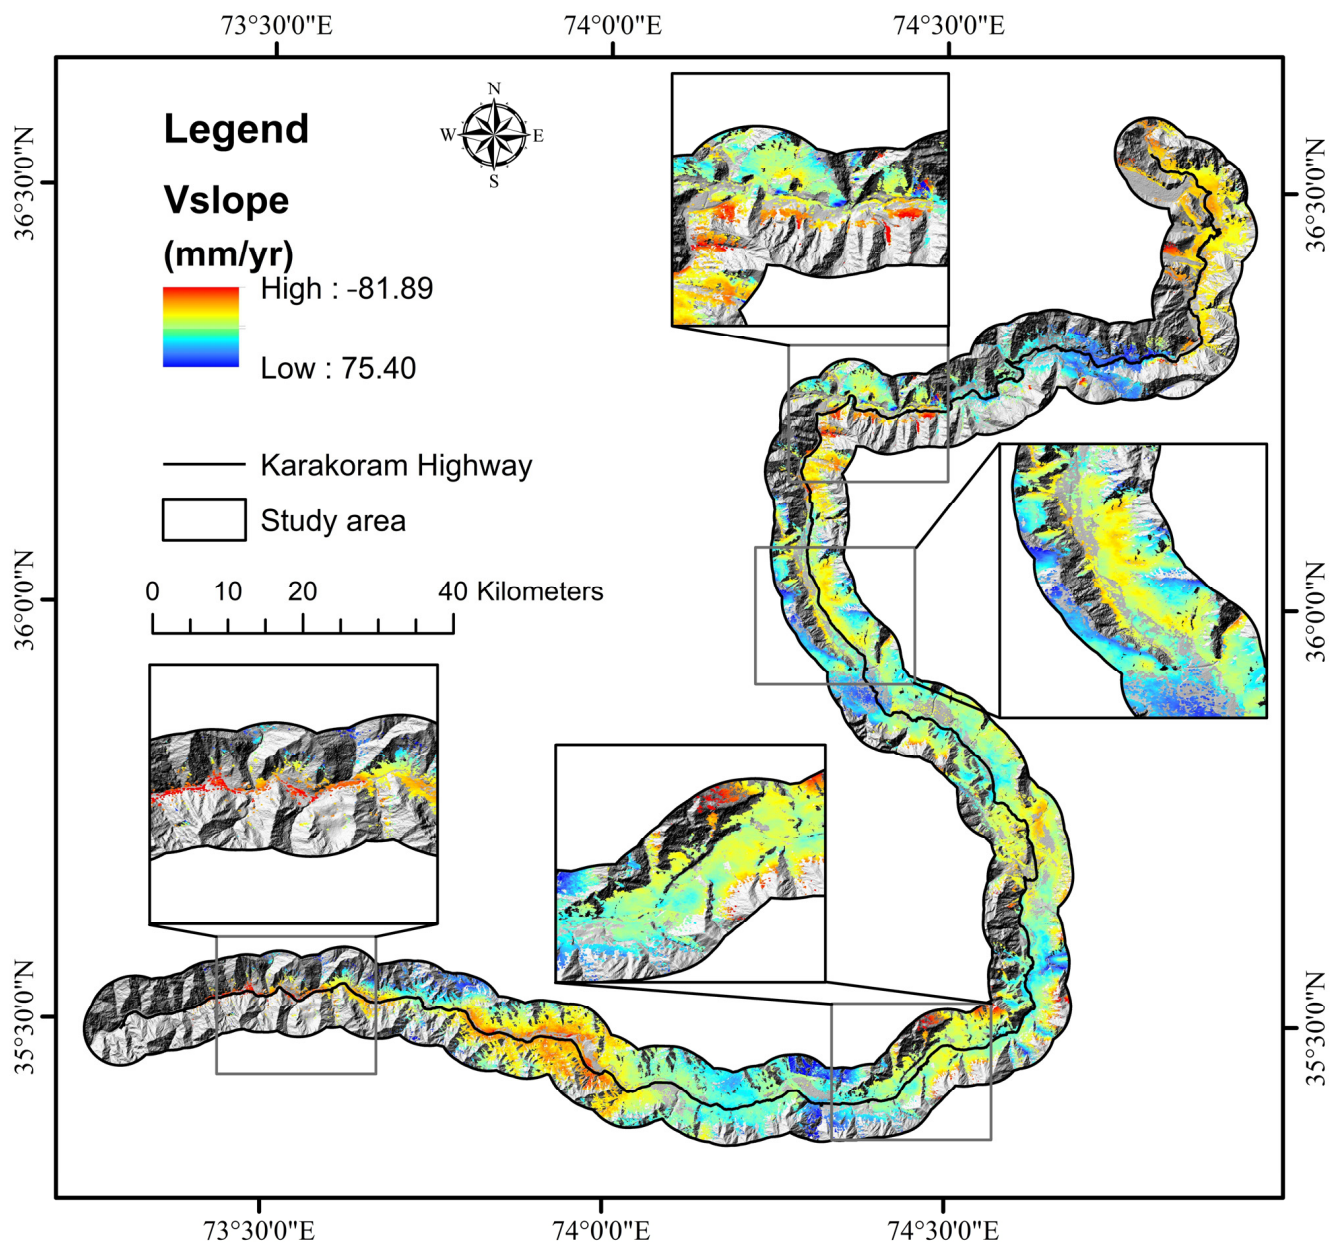 73°30'0"E 74°0'0"E 74°30'0"E
Legend
Vslope
(mm/yr)
High : -81.89
Low : 75.40
Karakoram Highway
Study area
0 10 20 40 Kilometers
N
W E
S
36°30'0"N
36°0'0"N
35°30'0"N
36°30'0"N
36°0'0"N
35°30'0"N
73°30'0"E 74°0'0"E 74°30'0"E